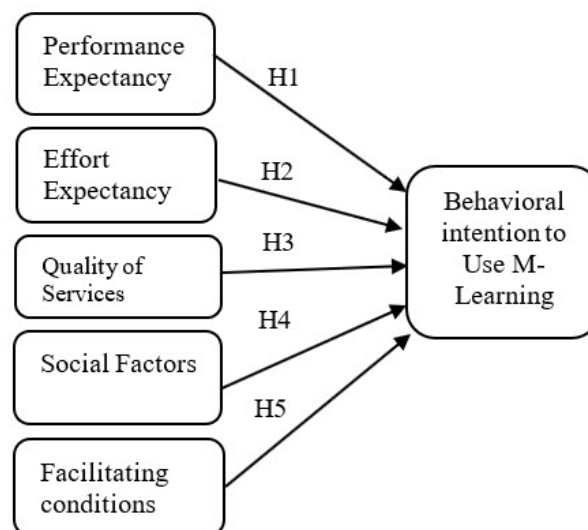 Performance
Expectancy
H1
Effort
Expectancy
H2
Quality of
Services
H3
Social Factors
H4
Facilitating
conditions
H5
Behavioral
intention to
Use M-
Learning